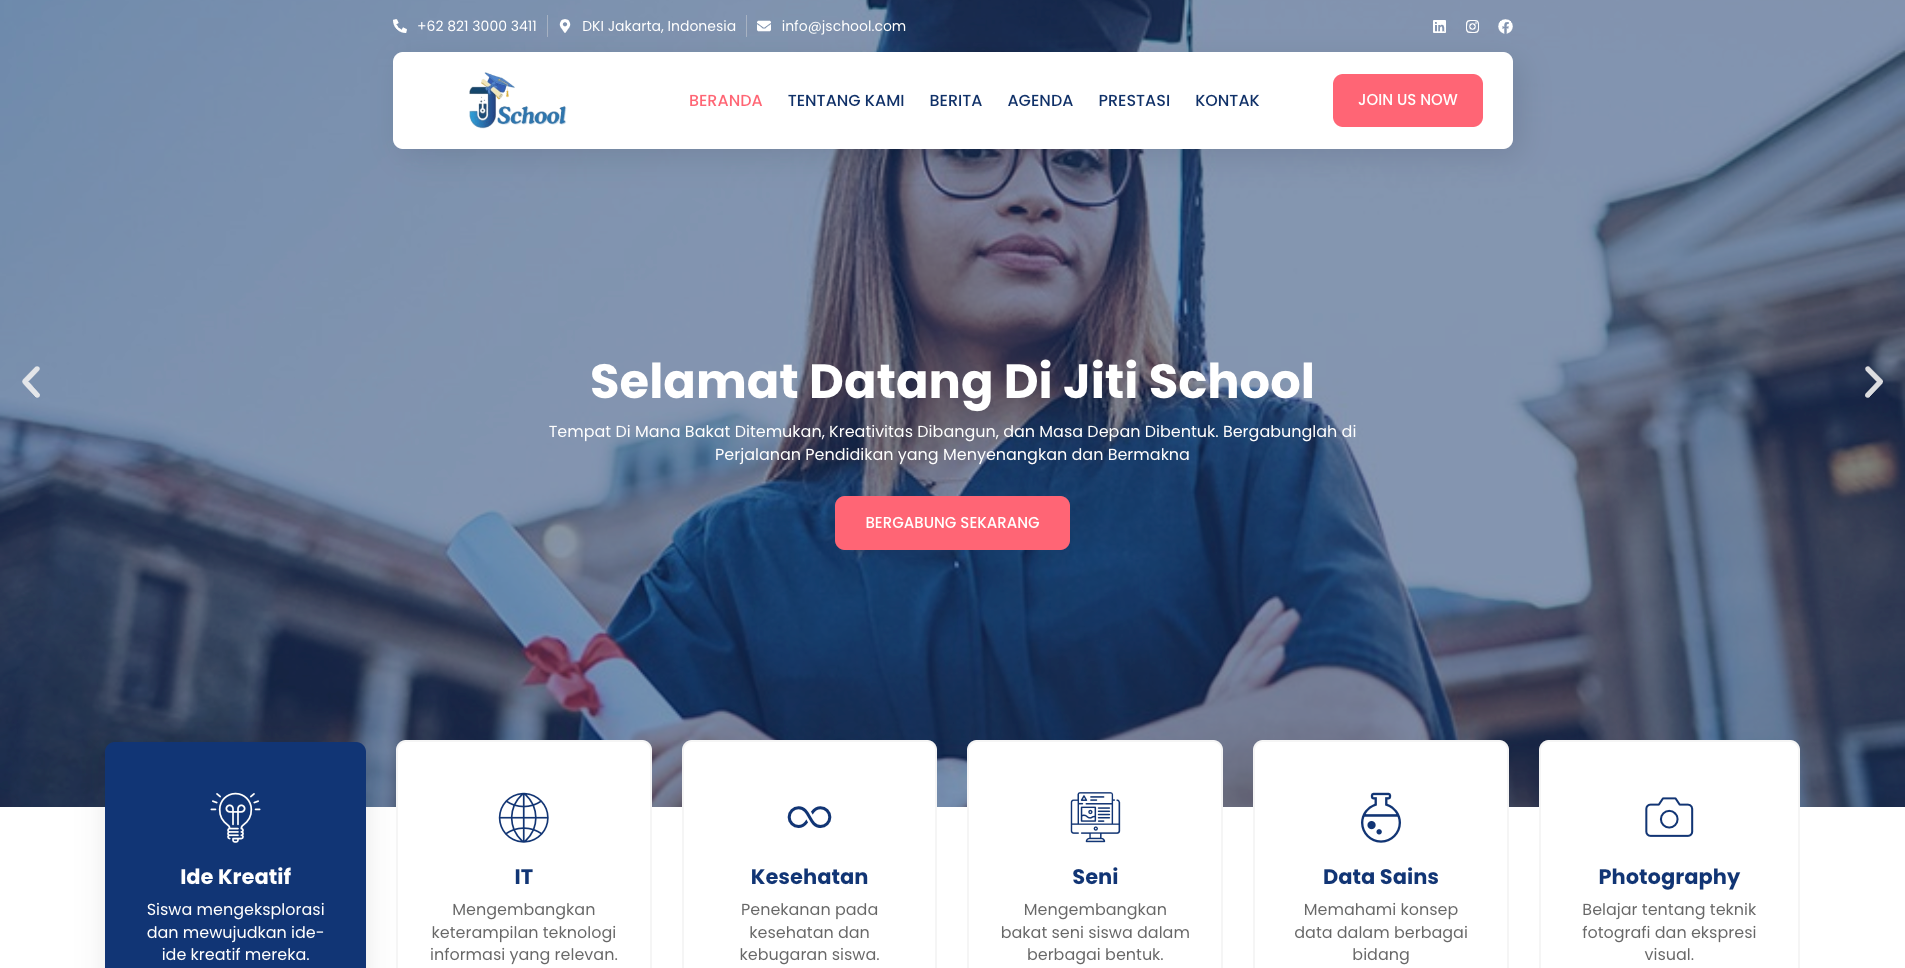 +62 821 3000 3411
DKI Jakarta, Indonesia
info@jschool.com
J School
BERANDA
TENTANG KAMI
BERITA
AGENDA
PRESTASI
KONTAK
JOIN US NOW
Selamat Datang Di Jiti School
Tempat Di Mana Bakat Ditemukan, Kreativitas Dibangun, dan Masa Depan Dibentuk. Bergabunglah di
Perjalanan Pendidikan yang Menyenangkan dan Bermakna
BERGABUNG SEKARANG
Ide Kreatif
Siswa mengeksplorasi
dan mewujudkan ide-
ide kreatif mereka.
IT
Mengembangkan
keterampilan teknologi
informasi yang relevan.
Kesehatan
Penekanan pada
kesehatan dan
kebugaran siswa.
Seni
Mengembangkan
bakat seni siswa dalam
berbagai bentuk.
Data Sains
Memahami konsep
data dalam berbagai
bidang
Photography
Belajar tentang teknik
fotografi dan ekspresi
visual.